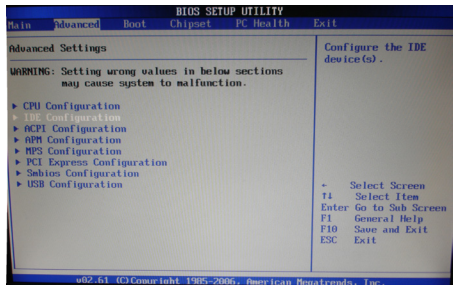 BIOS SETUP UTILITY
Main Advanced Boot Chipset PC Health Exit
Advanced Settings
WARNING: Setting wrong values in below sections
may cause system to malfunction.
▶ CPU Configuration
▶ IDE Configuration
▶ ACPI Configuration
▶ APM Configuration
▶ MPS Configuration
▶ PCI Express Configuration
▶ Smbios Configuration
▶ USB Configuration
Configure the IDE
device(s).
← Select Screen
↑↓ Select Item
Enter Go to Sub Screen
F1 General Help
F10 Save and Exit
ESC Exit
v02.61 (C)Copyright 1985-2006, American Megatrends, Inc.